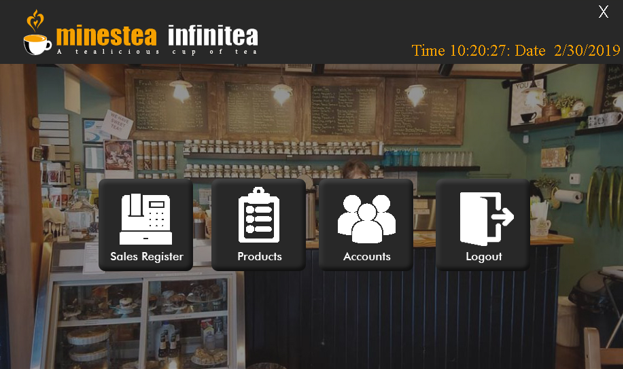 X
minestea infinitea
A tealicious cup of tea
Time 10:20:27: Date 2/30/2019
Sales Register
Products
Accounts
Logout